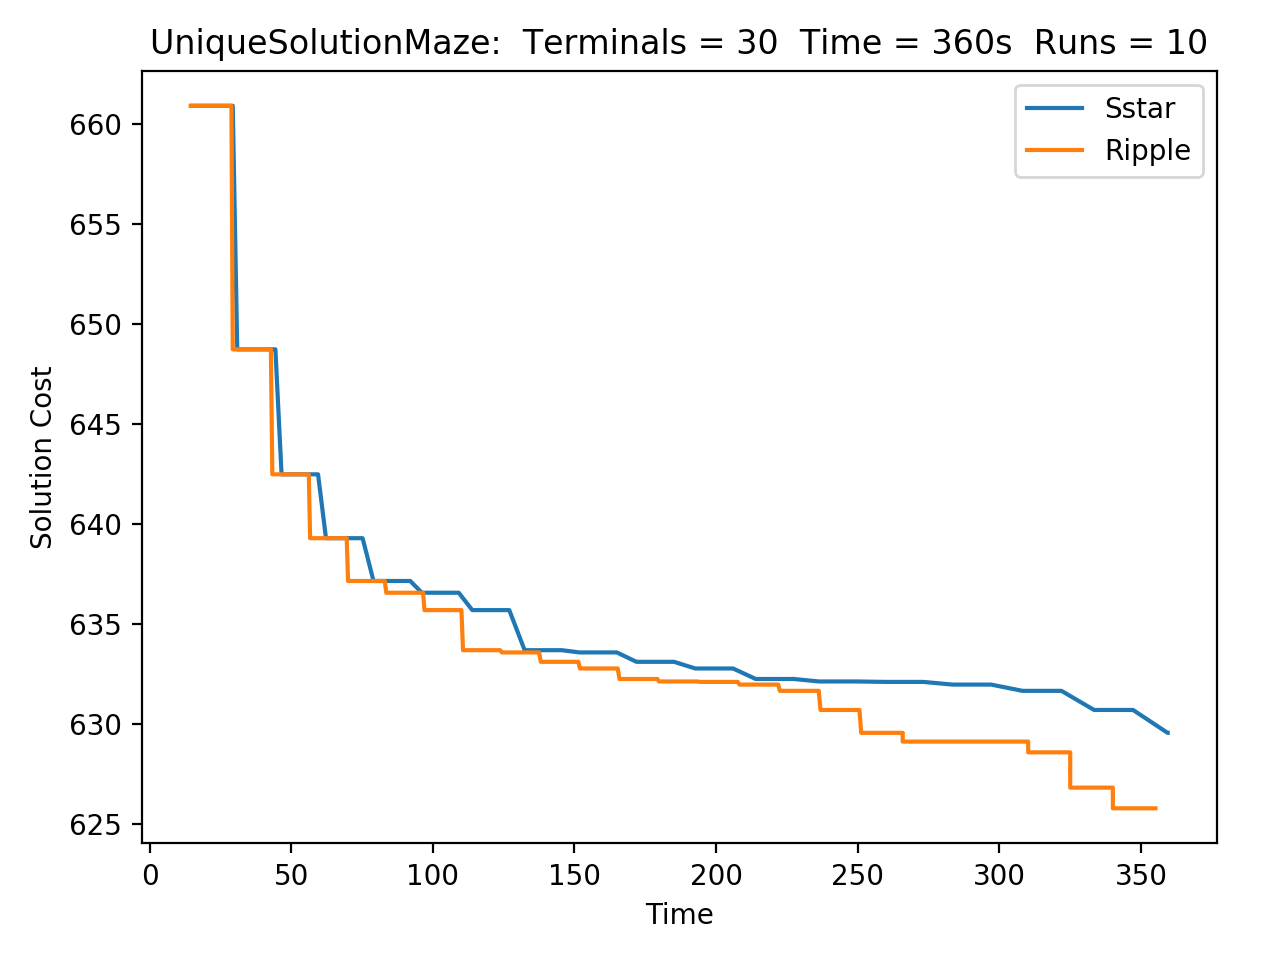 UniqueSolutionMaze:  Terminals = 30  Time = 360s  Runs = 10
Sstar
Ripple
660
655
650
645
640
635
630
625
Solution Cost
0 50 100 150 200 250 300 350
Time